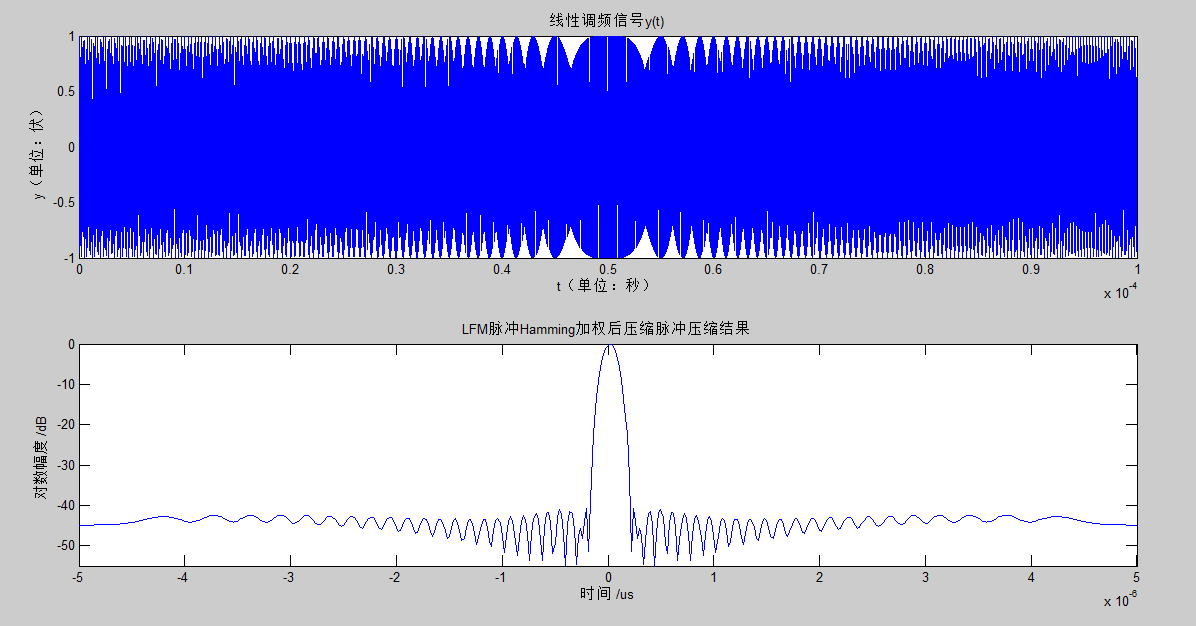 线性调频信号y(t)
y（单位：伏）
1
0.5
0
-0.5
-1
0 0.1 0.2 0.3 0.4 0.5 0.6 0.7 0.8 0.9 1
t（单位：秒）
x 10-4
LFM脉冲Hamming加权后压缩脉冲压缩结果
对数幅度 /dB
0
-10
-20
-30
-40
-50
-5 -4 -3 -2 -1 0 1 2 3 4 5
时间 /us
x 10-6